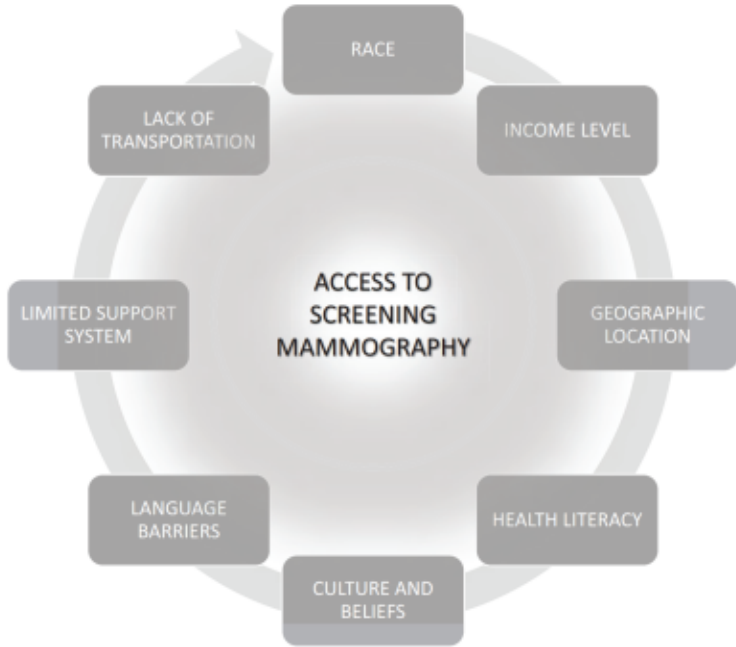 RACE
INCOME LEVEL
GEOGRAPHIC
LOCATION
HEALTH LITERACY
CULTURE AND
BELIEFS
LANGUAGE
BARRIERS
LIMITED SUPPORT
SYSTEM
LACK OF
TRANSPORTATION
ACCESS TO
SCREENING
MAMMOGRAPHY